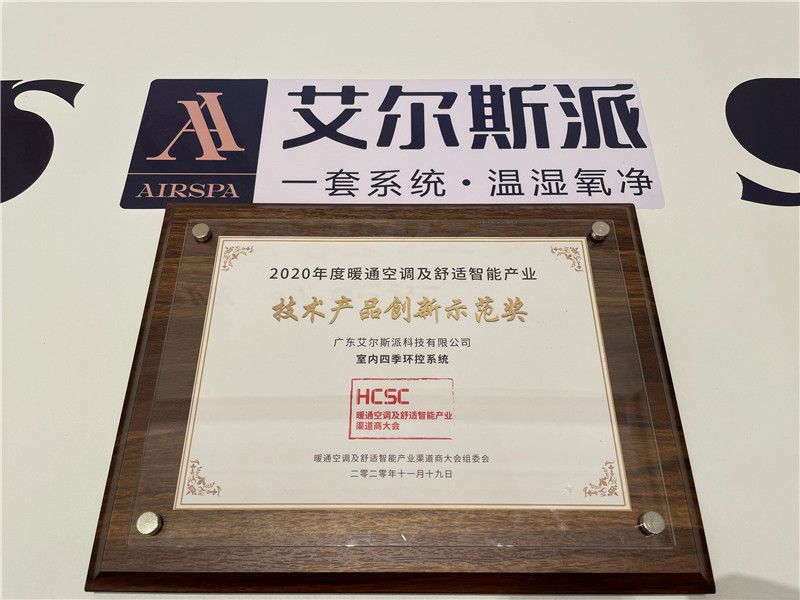 艾尔斯派
AIRSPA
一套系统·温湿氧净
2020年度暖通空调及舒适智能产业
技术产品创新示范奖
广东艾尔斯派科技有限公司
室内四季环控系统
HCSC
暖通空调及舒适智能产业
渠道商大会
暖通空调及舒适智能产业渠道商大会组委会
二零二零年十一月十九日